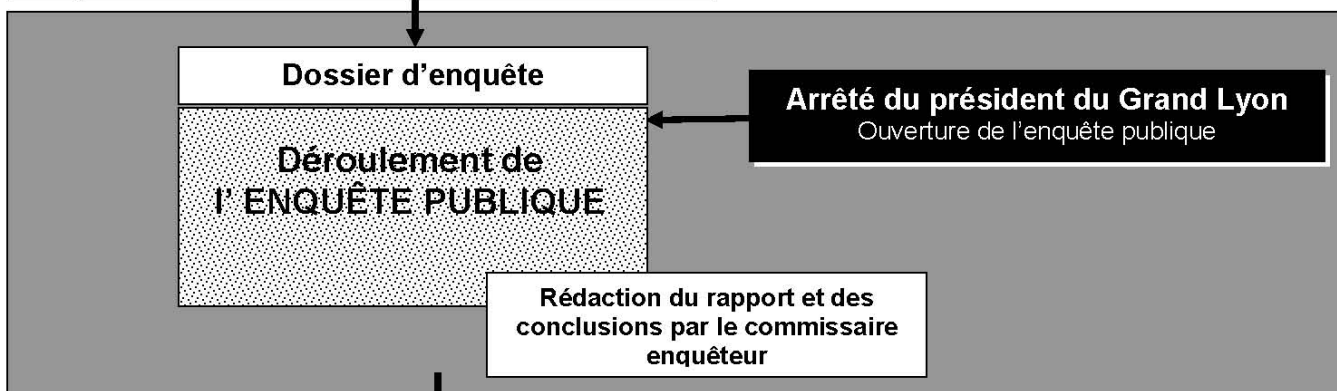 Dossier d'enquête
Arrêté du président du Grand Lyon
Ouverture de l'enquête publique
Déroulement de
l' ENQUÊTE PUBLIQUE
Rédaction du rapport et des
conclusions par le commissaire
enquêteur